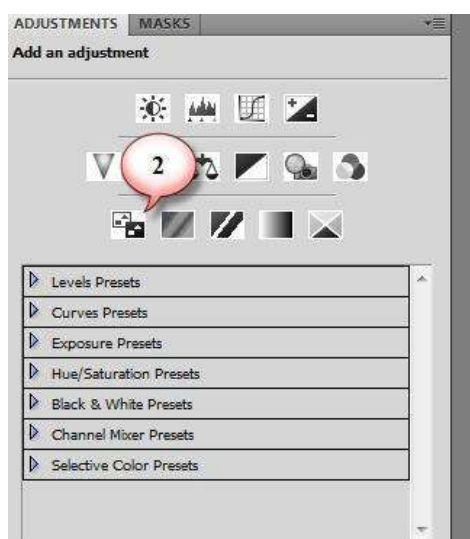 ADJUSTMENTS MASKS
Add an adjustment
2
Levels Presets
Curves Presets
Exposure Presets
Hue/Saturation Presets
Black & White Presets
Channel Mixer Presets
Selective Color Presets